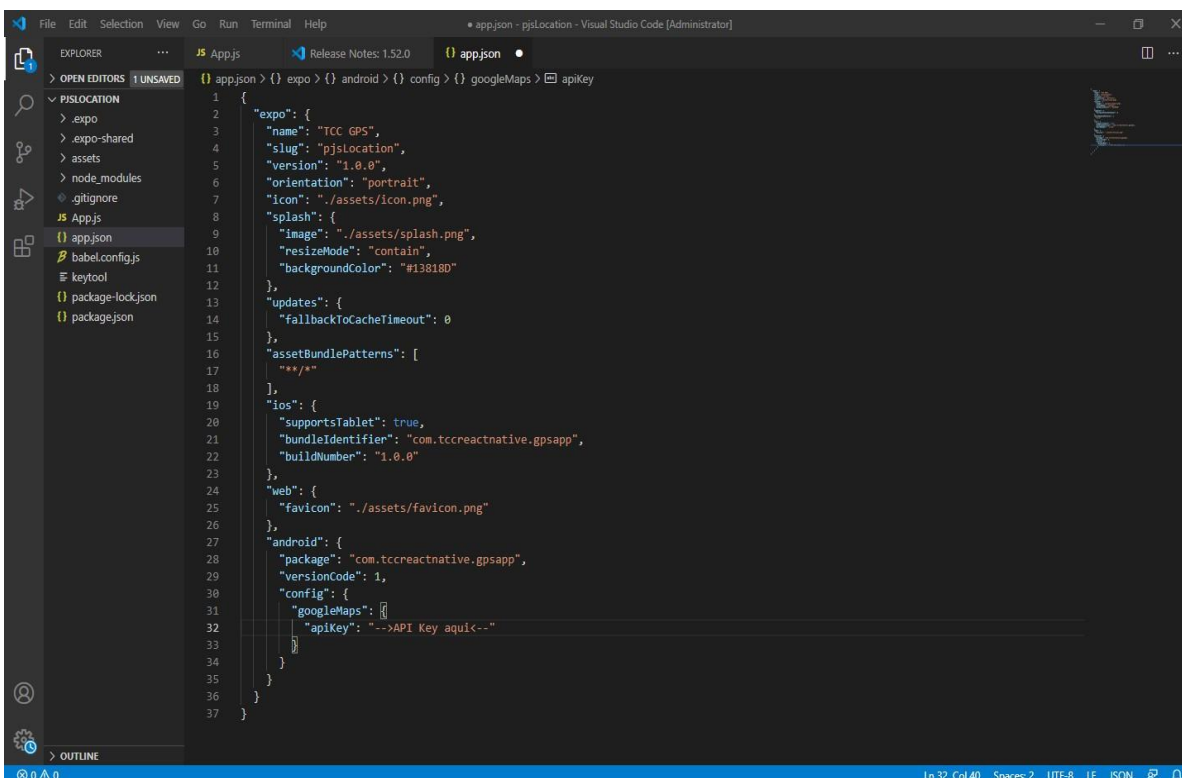 File Edit Selection View Go Run Terminal Help ● app.json - pjsLocation - Visual Studio Code [Administrator]
EXPLORER ··· JS App.js Release Notes: 1.52.0 {} app.json ●
> OPEN EDITORS 1 UNSAVED {} app.json > {} expo > {} android > {} config > {} googleMaps > apiKey
PJSLOCATION
> .expo
> .expo-shared
> assets
> node_modules
.gitignore
JS App.js
{} app.json
babel.config.js
keytool
{} package-lock.json
{} package.json
1 {
2 "expo": {
3 "name": "TCC GPS",
4 "slug": "pjsLocation",
5 "version": "1.0.0",
6 "orientation": "portrait",
7 "icon": "./assets/icon.png",
8 "splash": {
9 "image": "./assets/splash.png",
10 "resizeMode": "contain",
11 "backgroundColor": "#13818D"
12 },
13 "updates": {
14 "fallbackToCacheTimeout": 0
15 },
16 "assetBundlePatterns": [
17 "**/*"
18 ],
19 "ios": {
20 "supportsTablet": true,
21 "bundleIdentifier": "com.tccreactnative.gpsapp",
22 "buildNumber": "1.0.0"
23 },
24 "web": {
25 "favicon": "./assets/favicon.png"
26 },
27 "android": {
28 "package": "com.tccreactnative.gpsapp",
29 "versionCode": 1,
30 "config": {
31 "googleMaps": {
32 "apiKey": "-->API Key aqui<--"
33 }
34 }
35 }
36 }
37 }
> OUTLINE
0 0 Ln 32, Col 40 Spaces: 2 UTF-8 LF JSON